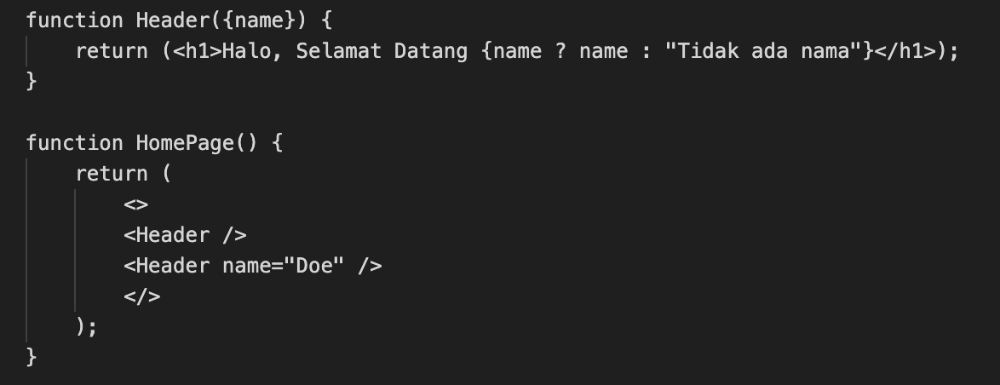 function Header({name}) {
    return (<h1>Halo, Selamat Datang {name ? name : "Tidak ada nama"}</h1>);
}

function HomePage() {
    return (
        <>
        <Header />
        <Header name="Doe" />
        </>
    );
}